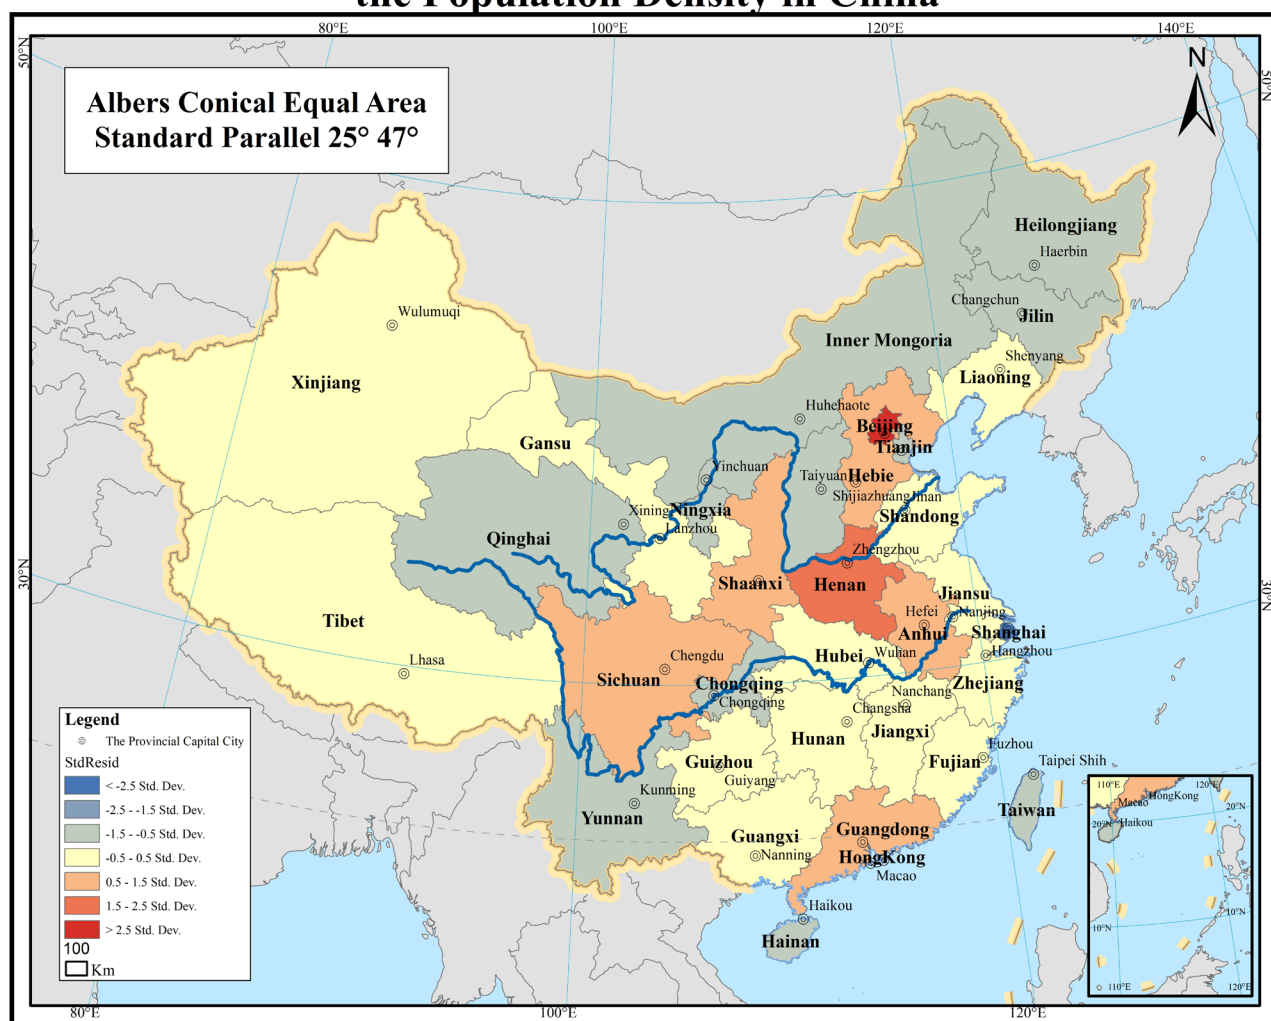 the Population Density in China
80°E
100°E
120°E
140°E
50°N
50°N
N
Albers Conical Equal Area
Standard Parallel 25° 47°
Heilongjiang
Haerbin
Changchun
Jilin
Wulumuqi
Inner Mongoria
Shenyang
Liaoning
Xinjiang
Huhehaote
Beijing
Gansu
Tianjin
Yinchuan
Taiyuan
Hebie
Shijiazhuang
Jinan
Xining
Ningxia
Shandong
Lanzhou
Qinghai
Zhengzhou
30°N
30°N
Shaanxi
Henan
Jiansu
Hefei
Nanjing
Tibet
Anhui
Shanghai
Hangzhou
Lhasa
Chengdu
Hubei
Wuhan
Sichuan
Chongqing
Zhejiang
Nanchang
Chongqing
Changsha
Hunan
Jiangxi
Fuzhou
Guizhou
Fujian
Taipei Shih
Guiyang
Kunming
Yunnan
Taiwan
Guangxi
Guangdong
Nanning
HongKong
Macao
Haikou
Hainan
Legend
The Provincial Capital City
StdResid
< -2.5 Std. Dev.
-2.5 - -1.5 Std. Dev.
-1.5 - -0.5 Std. Dev.
-0.5 - 0.5 Std. Dev.
0.5 - 1.5 Std. Dev.
1.5 - 2.5 Std. Dev.
> 2.5 Std. Dev.
100
Km
110°E
120°E
HongKong
Macao
20°N
20°N
Haikou
10°N
10°N
110°E
120°E
80°E
100°E
120°E